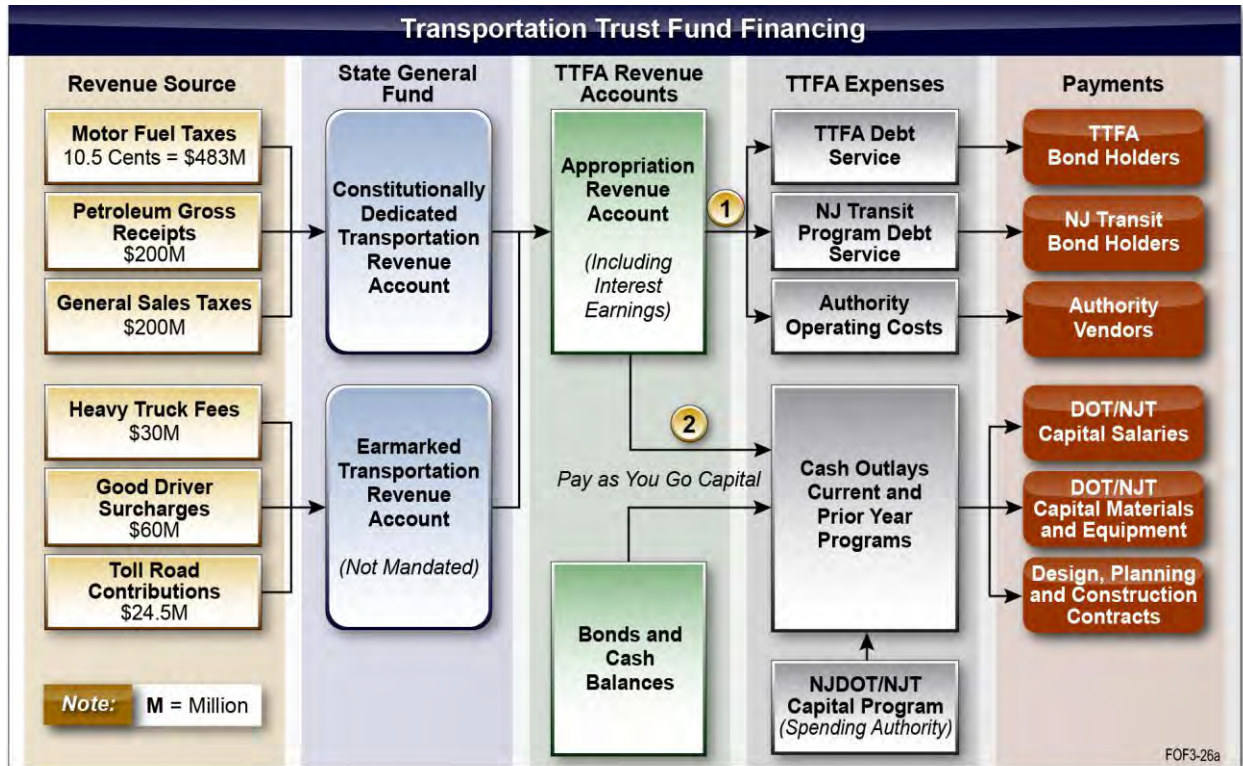 Transportation Trust Fund Financing
Revenue Source
Motor Fuel Taxes
10.5 Cents = $483M
Petroleum Gross
Receipts
$200M
General Sales Taxes
$200M
Heavy Truck Fees
$30M
Good Driver
Surcharges
$60M
Toll Road
Contributions
$24.5M
Note:
M = Million
State General
Fund
Constitutionally
Dedicated
Transportation
Revenue
Account
Earmarked
Transportation
Revenue
Account
(Not Mandated)
TTFA Revenue
Accounts
Appropriation
Revenue
Account
(Including
Interest
Earnings)
1
2
Pay as You Go Capital
Bonds and
Cash
Balances
TTFA Expenses
TTFA Debt
Service
NJ Transit
Program Debt
Service
Authority
Operating Costs
Cash Outlays
Current and
Prior Year
Programs
NJDOT/NJT
Capital Program
(Spending Authority)
Payments
TTFA
Bond Holders
NJ Transit
Bond Holders
Authority
Vendors
DOT/NJT
Capital Salaries
DOT/NJT
Capital Materials
and Equipment
Design, Planning
and Construction
Contracts
FOF3-26a